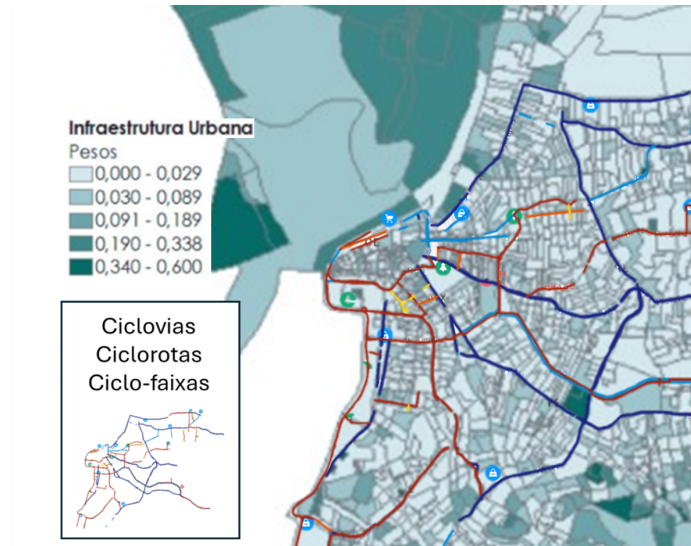 Infraestrutura Urbana
Pesos
0,000 - 0,029
0,030 - 0,089
0,091 - 0,189
0,190 - 0,338
0,340 - 0,600
Ciclovias
Ciclorotas
Ciclo-faixas